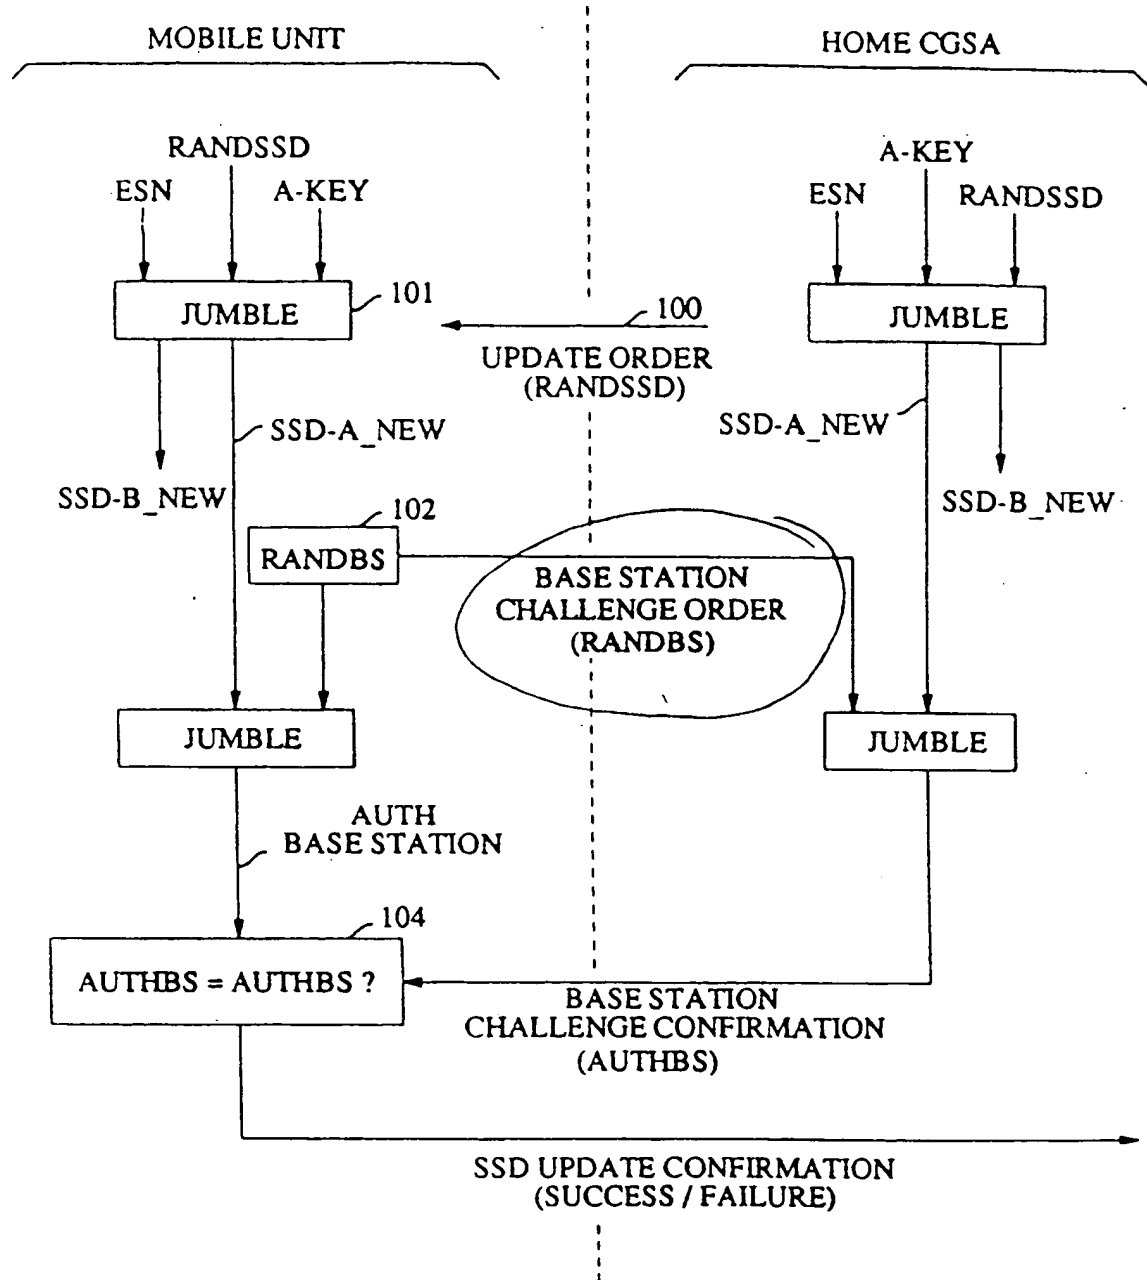 MOBILE UNIT
HOME CGSA
RANDSSD
ESN
A-KEY
A-KEY
ESN
RANDSSD
JUMBLE
101
JUMBLE
100
UPDATE ORDER
(RANDSSD)
SSD-A_NEW
SSD-A_NEW
SSD-B_NEW
SSD-B_NEW
102
RANDBS
BASE STATION
CHALLENGE ORDER
(RANDBS)
JUMBLE
JUMBLE
AUTH
BASE STATION
104
AUTHBS = AUTHBS ?
BASE STATION
CHALLENGE CONFIRMATION
(AUTHBS)
SSD UPDATE CONFIRMATION
(SUCCESS / FAILURE)